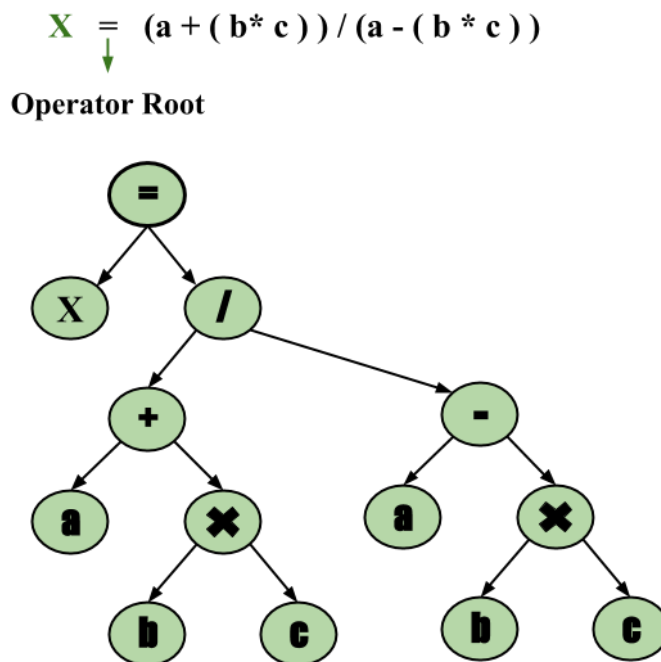 X = (a + ( b* c ) ) / (a - ( b * c ) )
Operator Root
=
X /
+ -
a × a ×
b c b c